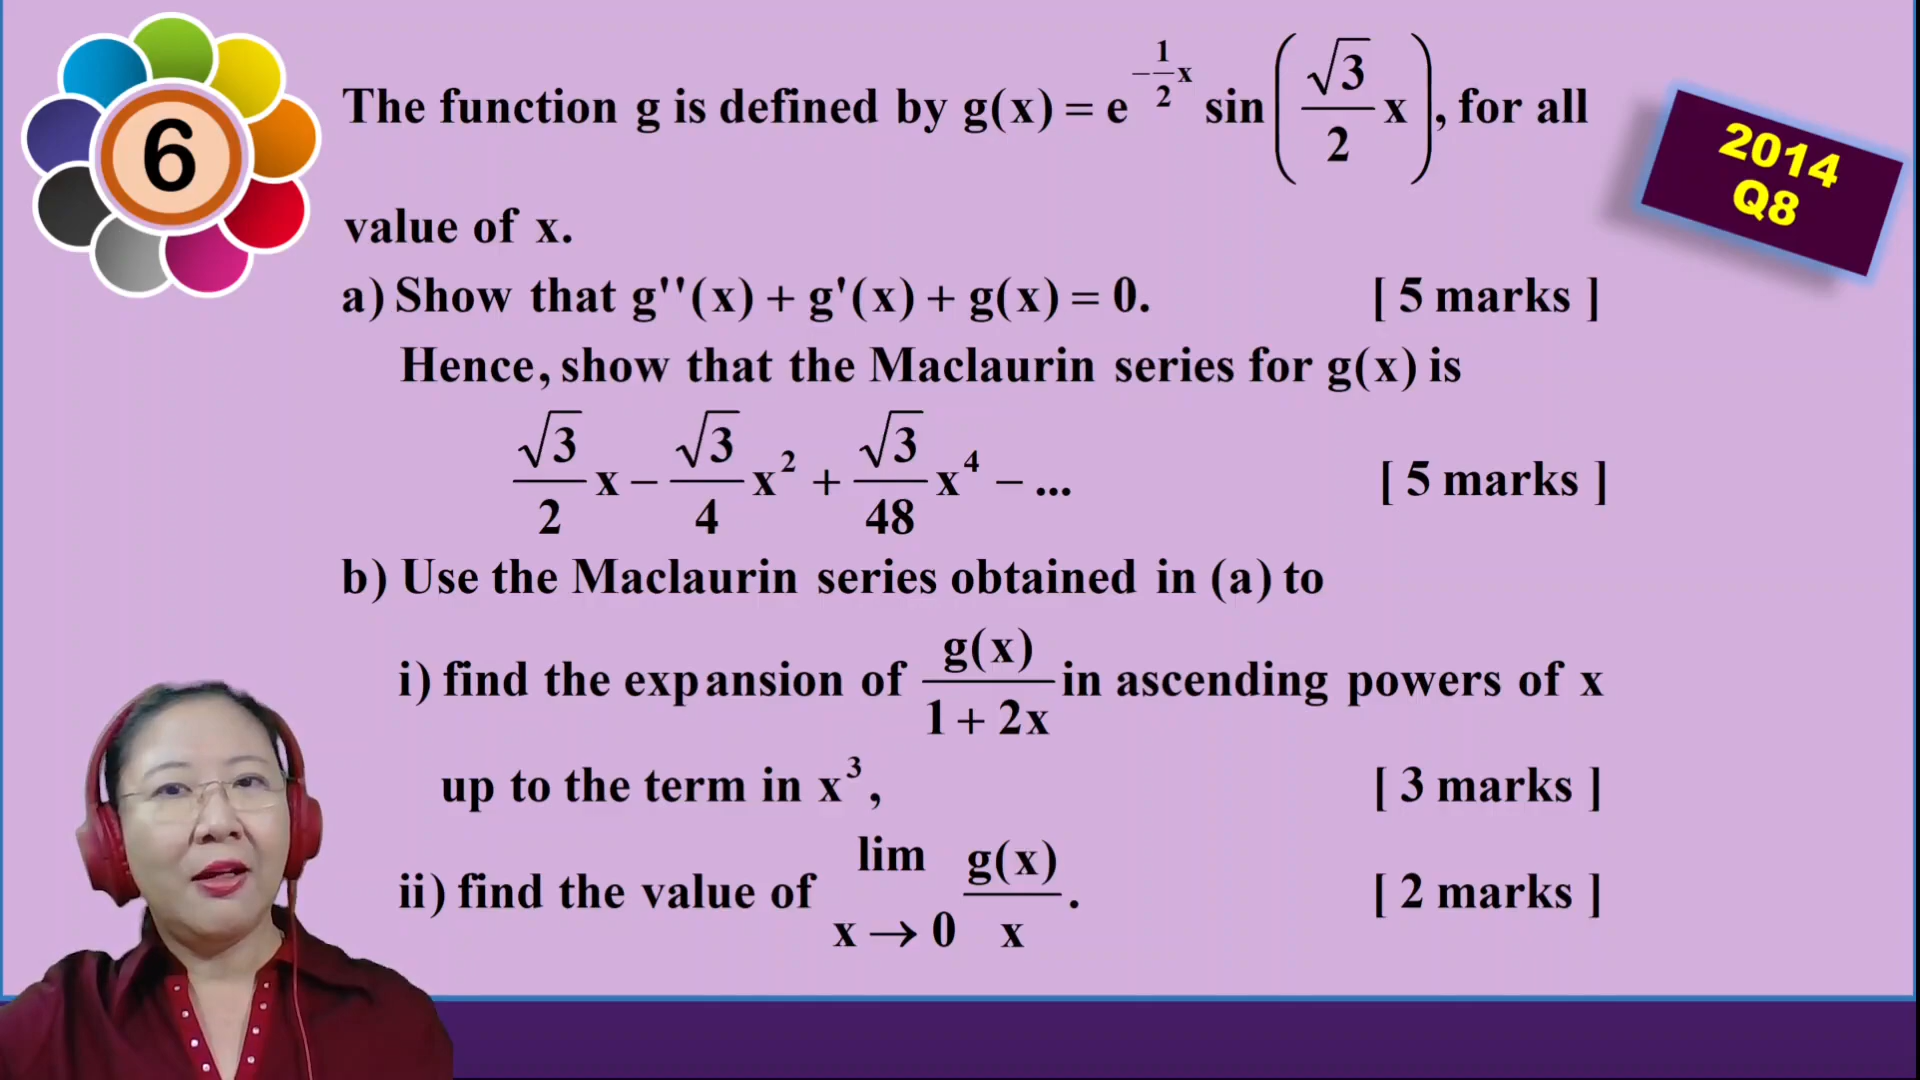 6
The function g is defined by g(x) = e^(-1/2 x) sin(√3/2 x), for all
2014
Q8
value of x.
a) Show that g''(x) + g'(x) + g(x) = 0. [ 5 marks ]
Hence, show that the Maclaurin series for g(x) is
√3/2 x − √3/4 x² + √3/48 x⁴ − ... [ 5 marks ]
b) Use the Maclaurin series obtained in (a) to
i) find the expansion of g(x)/(1 + 2x) in ascending powers of x
up to the term in x³, [ 3 marks ]
ii) find the value of lim x → 0 g(x)/x . [ 2 marks ]